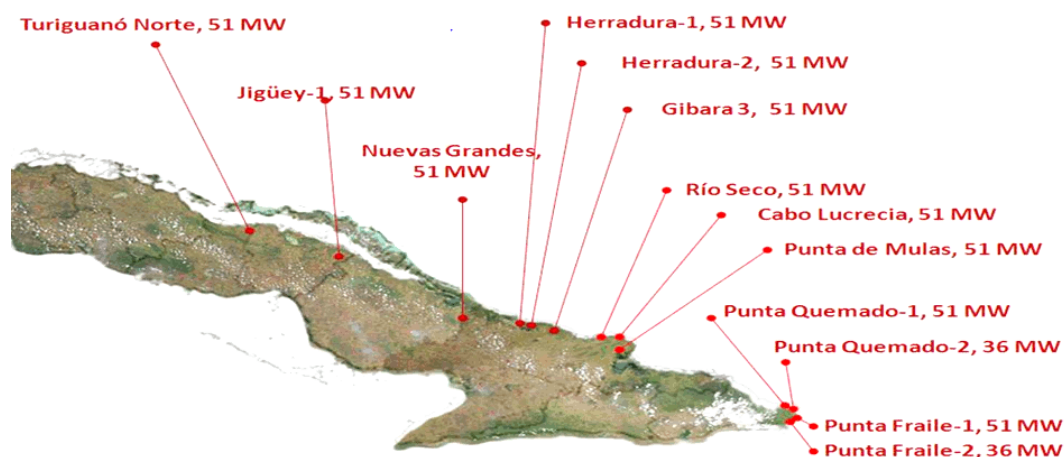 Turiguanó Norte, 51 MW
Herradura-1, 51 MW
Herradura-2, 51 MW
Jigüey-1, 51 MW
Gibara 3, 51 MW
Nuevas Grandes,
51 MW
Río Seco, 51 MW
Cabo Lucrecia, 51 MW
Punta de Mulas, 51 MW
Punta Quemado-1, 51 MW
Punta Quemado-2, 36 MW
Punta Fraile-1, 51 MW
Punta Fraile-2, 36 MW